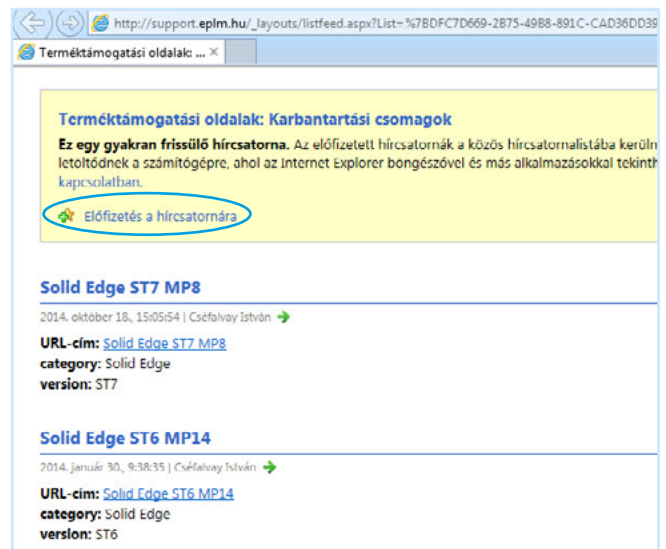 http://support.eplm.hu/_layouts/listfeed.aspx?List=%7BDFC7D669-2B75-49B8-891C-CAD36DD39
Terméktámogatási oldalak: ... ×
Terméktámogatási oldalak: Karbantartási csomagok
Ez egy gyakran frissülő hírcsatorna. Az előfizetett hírcsatornák a közös hírcsatornalistába kerüln
letöltődnek a számítógépre, ahol az Internet Explorer böngészővel és más alkalmazásokkal tekinth
kapcsolatban.
Előfizetés a hírcsatornára
Solid Edge ST7 MP8
2014. október 18., 15:05:54 | Cséfalvay István
URL-cím: Solid Edge ST7 MP8
category: Solid Edge
version: ST7
Solid Edge ST6 MP14
2014. január 30., 9:38:35 | Cséfalvay István
URL-cím: Solid Edge ST6 MP14
category: Solid Edge
version: ST6